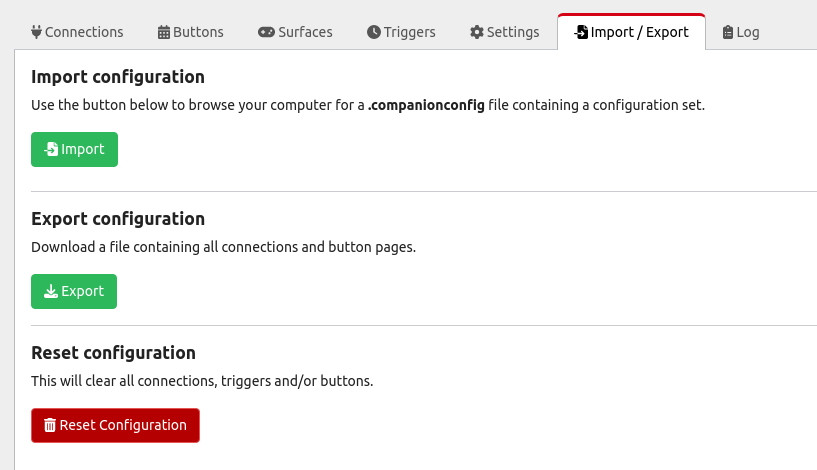 Connections Buttons Surfaces Triggers Settings Import / Export Log
Import configuration
Use the button below to browse your computer for a .companionconfig file containing a configuration set.
Import
Export configuration
Download a file containing all connections and button pages.
Export
Reset configuration
This will clear all connections, triggers and/or buttons.
Reset Configuration